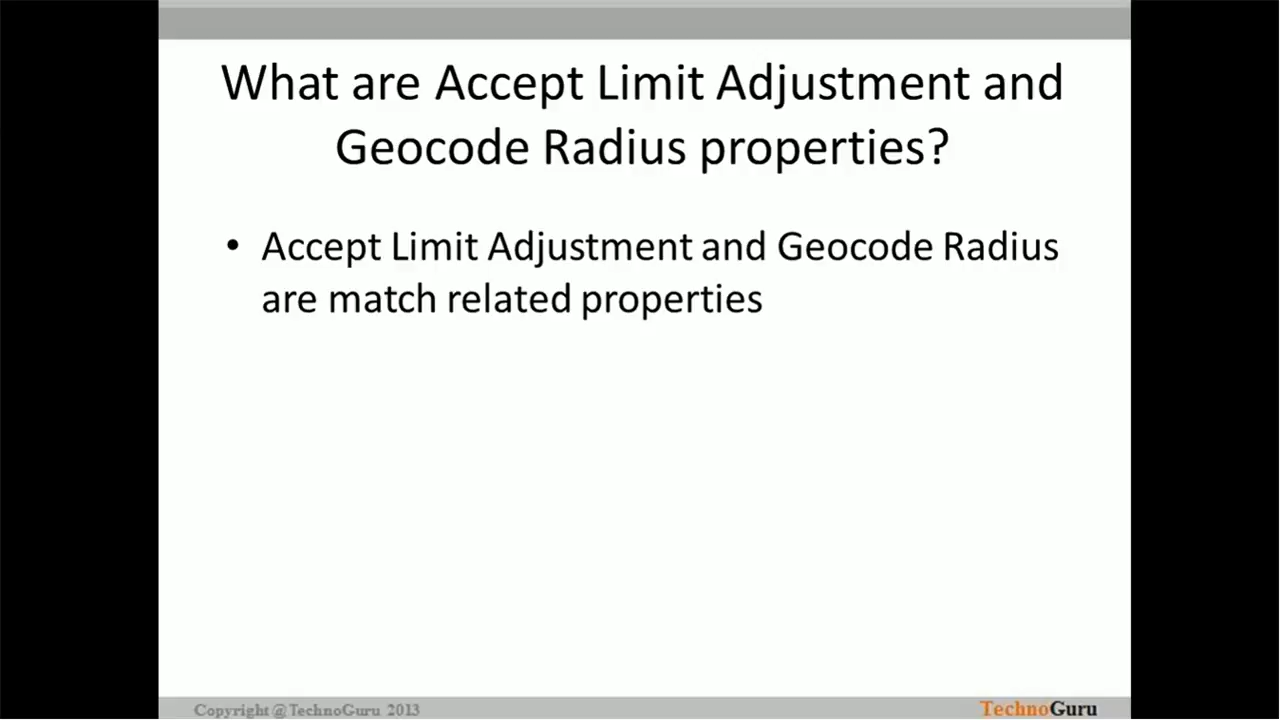 What are Accept Limit Adjustment and
Geocode Radius properties?
• Accept Limit Adjustment and Geocode Radius
are match related properties
Copyright @TechnoGuru 2013
TechnoGuru